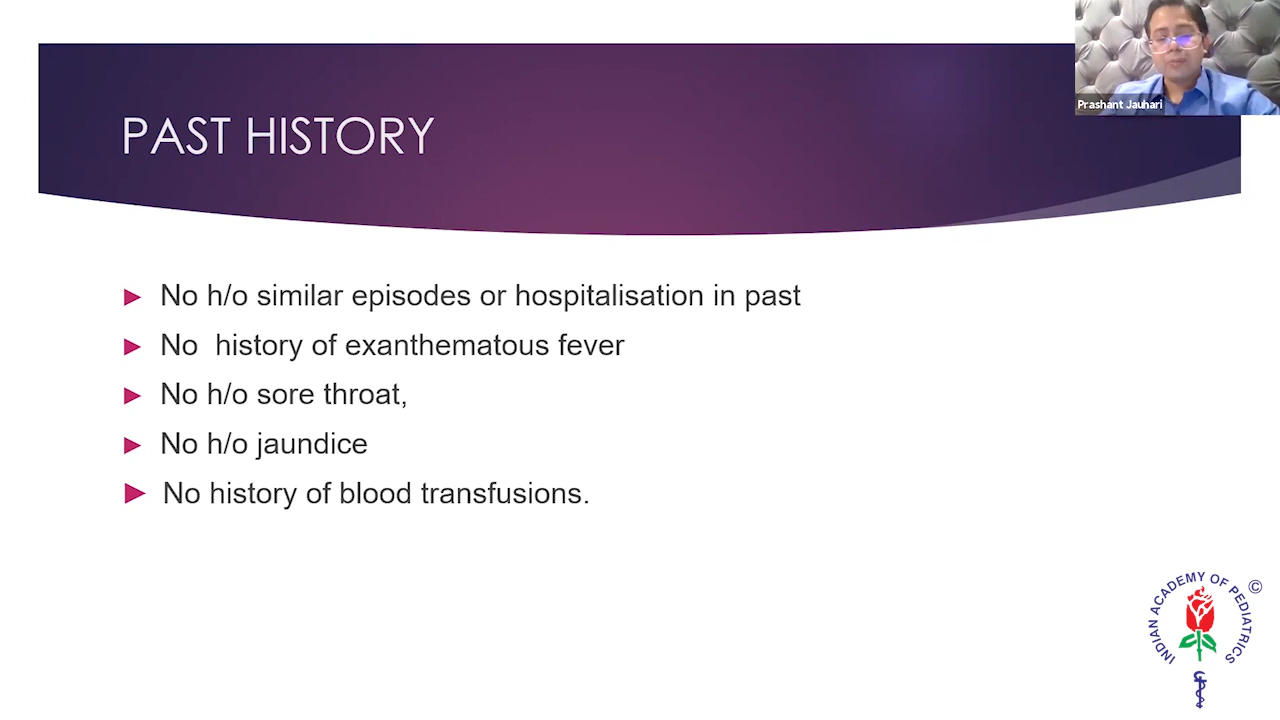 Prashant Jauhari
PAST HISTORY
► No h/o similar episodes or hospitalisation in past
► No  history of exanthematous fever
► No h/o sore throat,
► No h/o jaundice
► No history of blood transfusions.
INDIAN ACADEMY OF PEDIATRICS
©